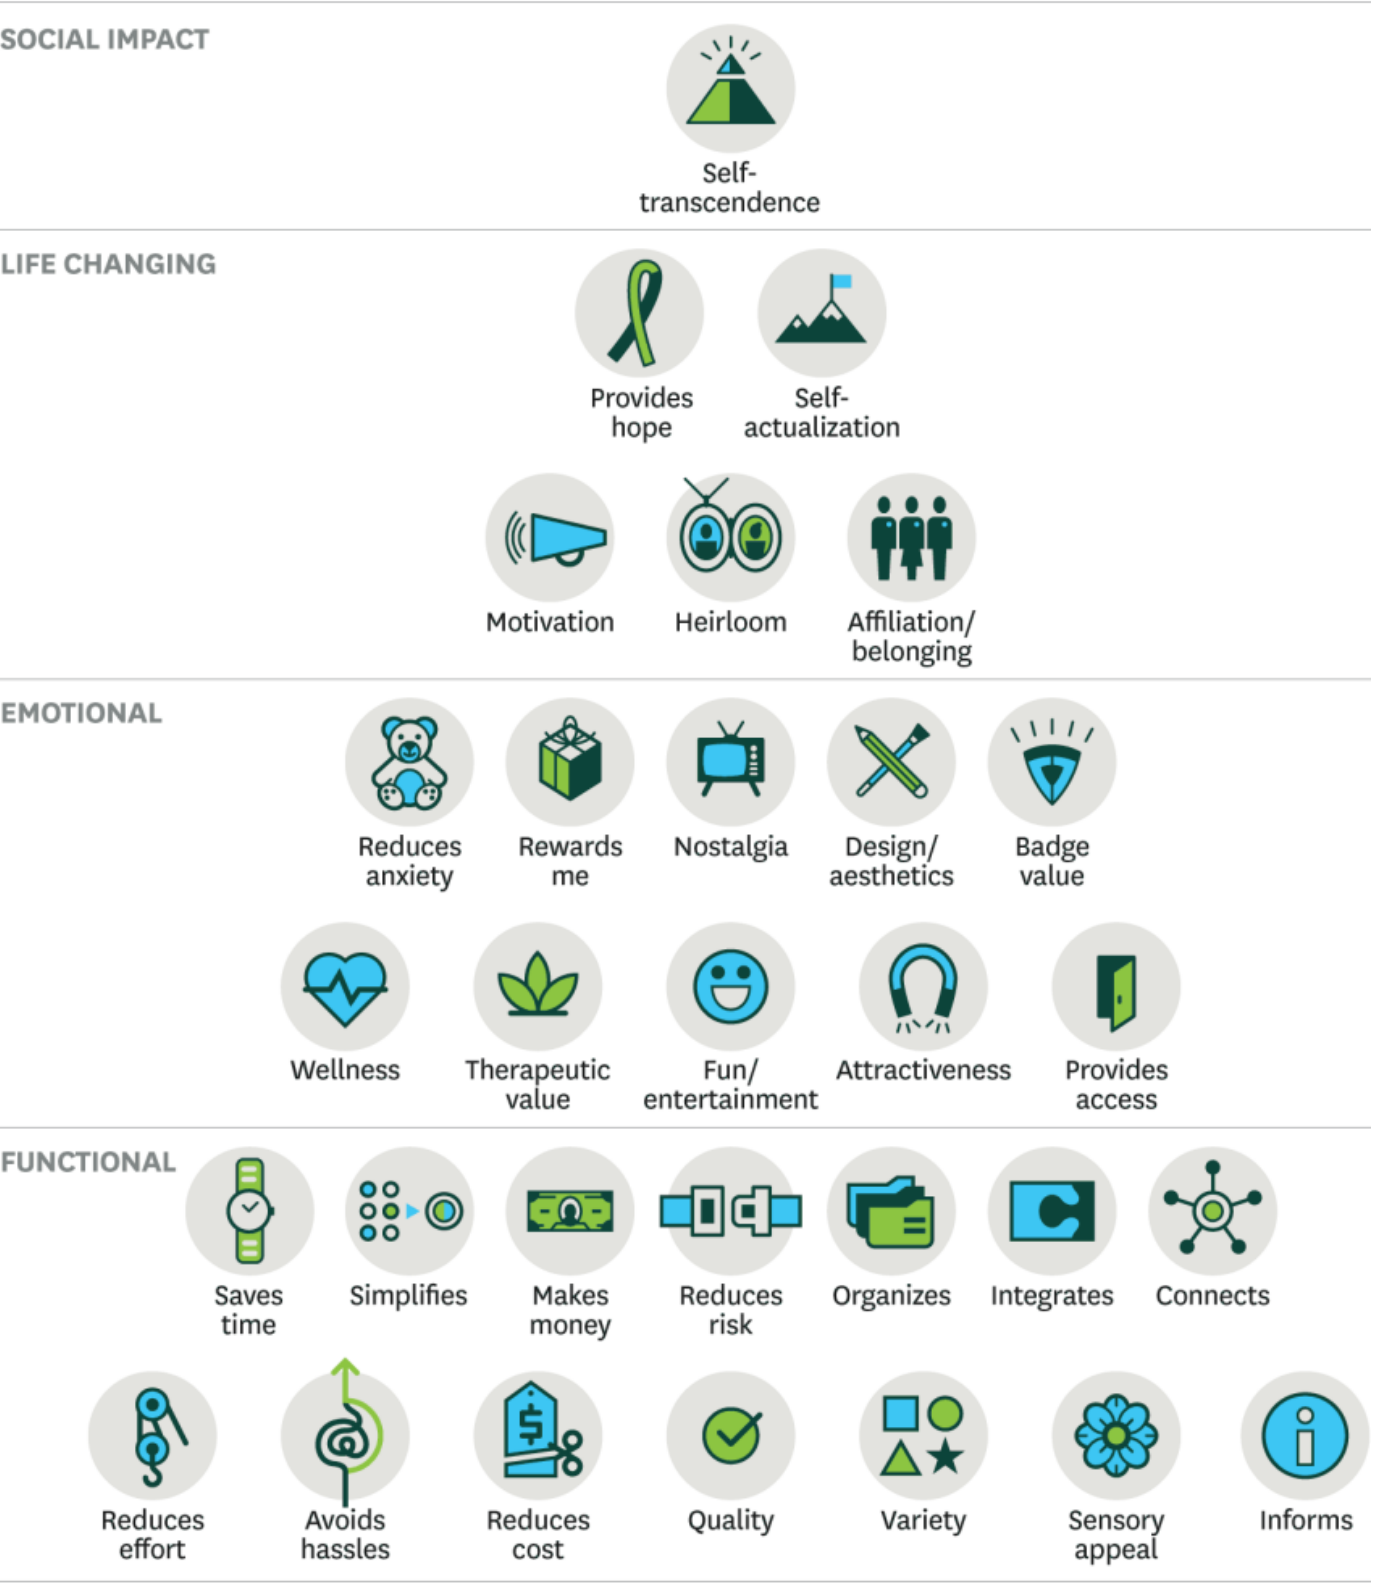 SOCIAL IMPACT
Self-
transcendence
LIFE CHANGING
Provides
hope
Self-
actualization
Motivation
Heirloom
Affiliation/
belonging
EMOTIONAL
Reduces
anxiety
Rewards
me
Nostalgia
Design/
aesthetics
Badge
value
Wellness
Therapeutic
value
Fun/
entertainment
Attractiveness
Provides
access
FUNCTIONAL
Saves
time
Simplifies
Makes
money
Reduces
risk
Organizes
Integrates
Connects
$
i
Reduces
effort
Avoids
hassles
Reduces
cost
Quality
Variety
Sensory
appeal
Informs